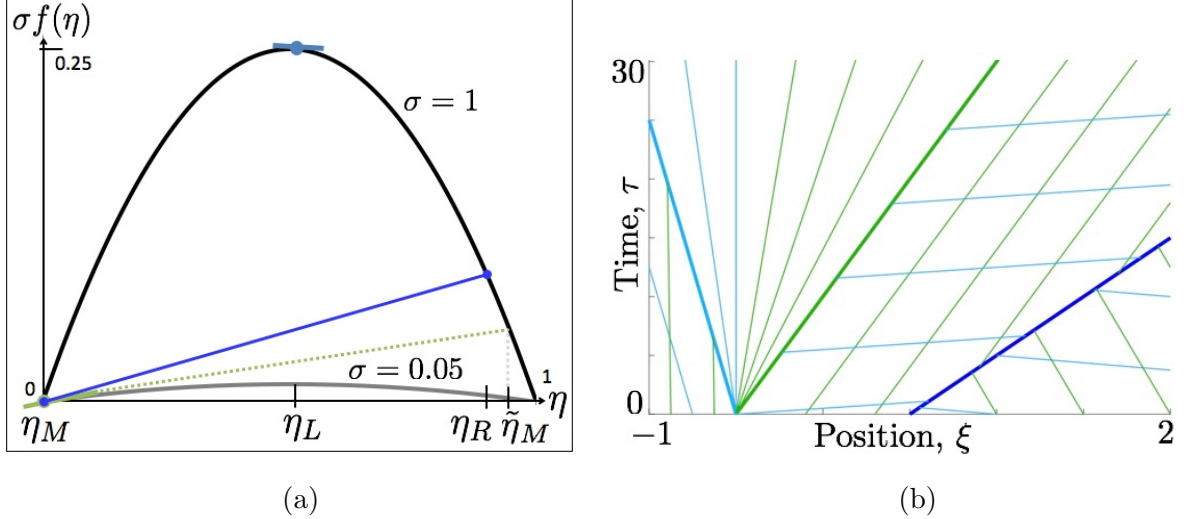 σf(η)
0.25
σ = 1
σ = 0.05
0
1
η
η_M
η_L
η_R
η̃_M
(a)
30
Time, τ
0
−1
Position, ξ
2
(b)